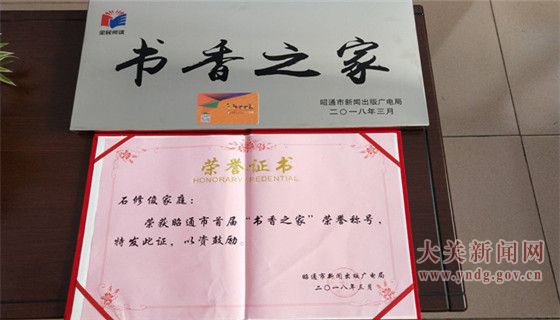 全民阅读
书香之家
昭通市新闻出版广电局
二〇一八年三月
荣誉证书
HONORARY CREDENTIAL
石修俊家庭：
荣获昭通市首届“书香之家”荣誉称号，
特发此证，以资鼓励。
昭通市新闻出版广电局
二〇一八年三月
大关新闻网
www.yndg.gov.cn